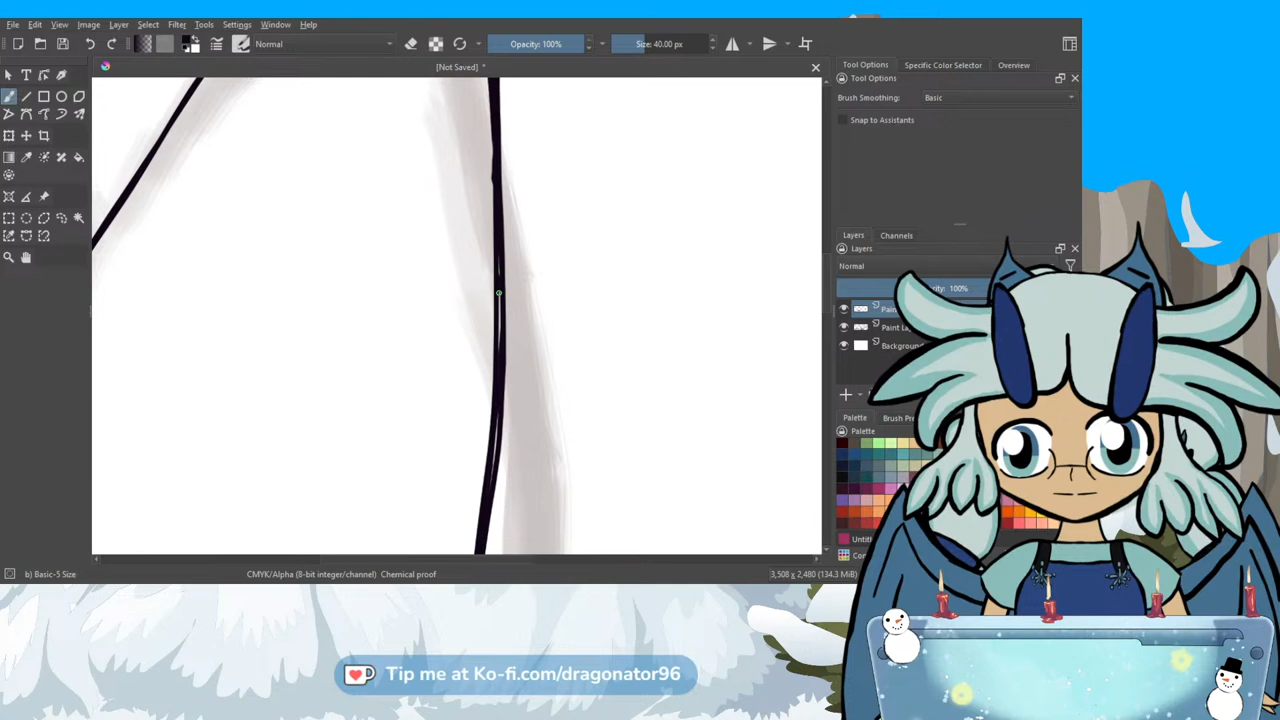 File Edit View Image Layer Select Filter Tools Settings Window Help
Normal Opacity: 100% Size: 40.00 px
[Not Saved] *
Tool Options Specific Color Selector Overview
Tool Options
Brush Smoothing: Basic
Snap to Assistants
Layers Channels
Layers
Normal
100%
Paint La
Background
Palette
Palette
b) Basic-5 Size CMYK/Alpha (8-bit integer/channel) Chemical proof 3,508 x 2,480 (134.3 MiB)
Tip me at Ko-fi.com/dragonator96